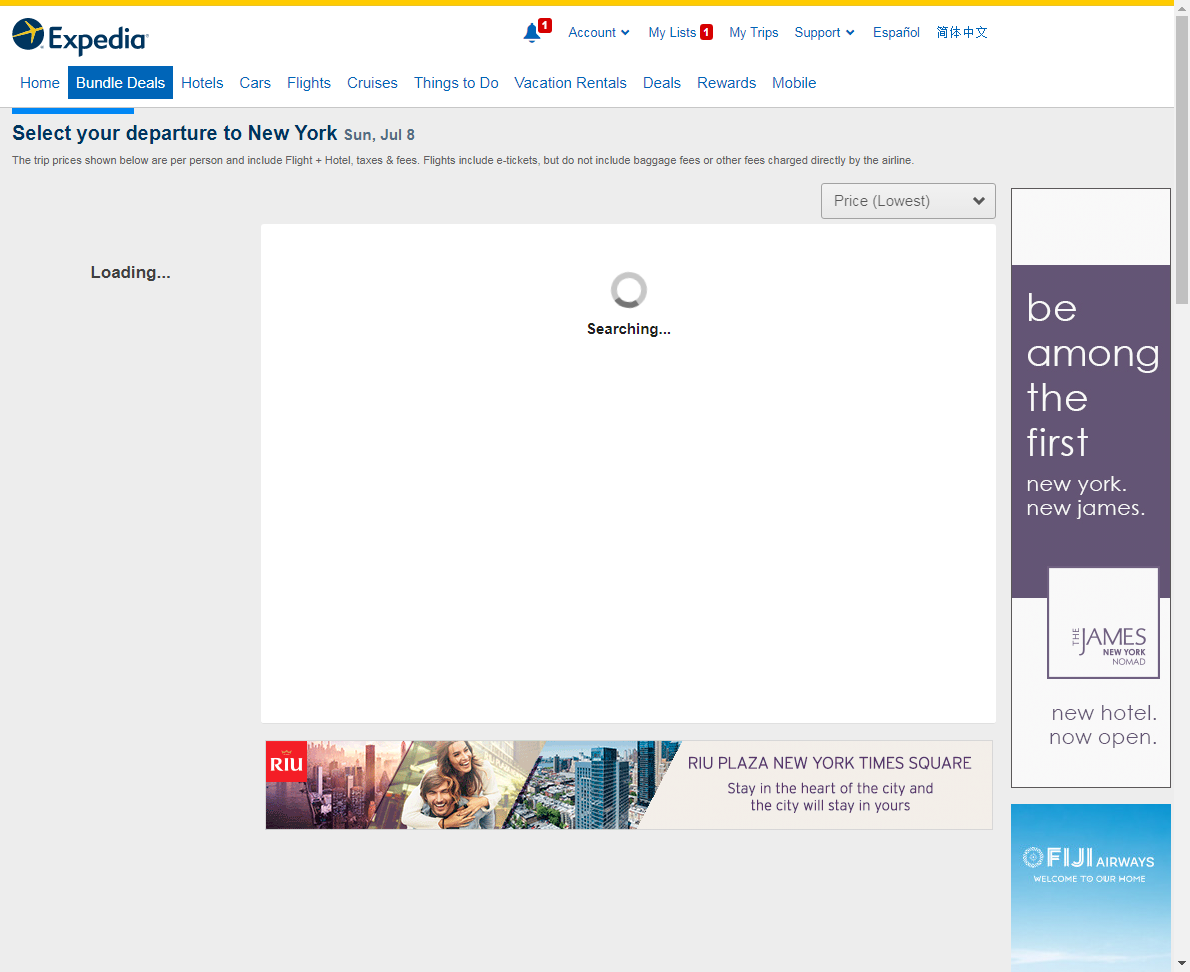 Expedia
1
Account
My Lists 1
My Trips
Support
Español
简体中文
Home
Bundle Deals
Hotels
Cars
Flights
Cruises
Things to Do
Vacation Rentals
Deals
Rewards
Mobile
Select your departure to New York Sun, Jul 8
The trip prices shown below are per person and include Flight + Hotel, taxes & fees. Flights include e-tickets, but do not include baggage fees or other fees charged directly by the airline.
Price (Lowest)
Loading...
Searching...
be
among
the
first
new york.
new james.
THE JAMES
NEW YORK
NOMAD
new hotel.
now open.
RIU
RIU PLAZA NEW YORK TIMES SQUARE
Stay in the heart of the city and
the city will stay in yours
FIJI AIRWAYS
WELCOME TO OUR HOME